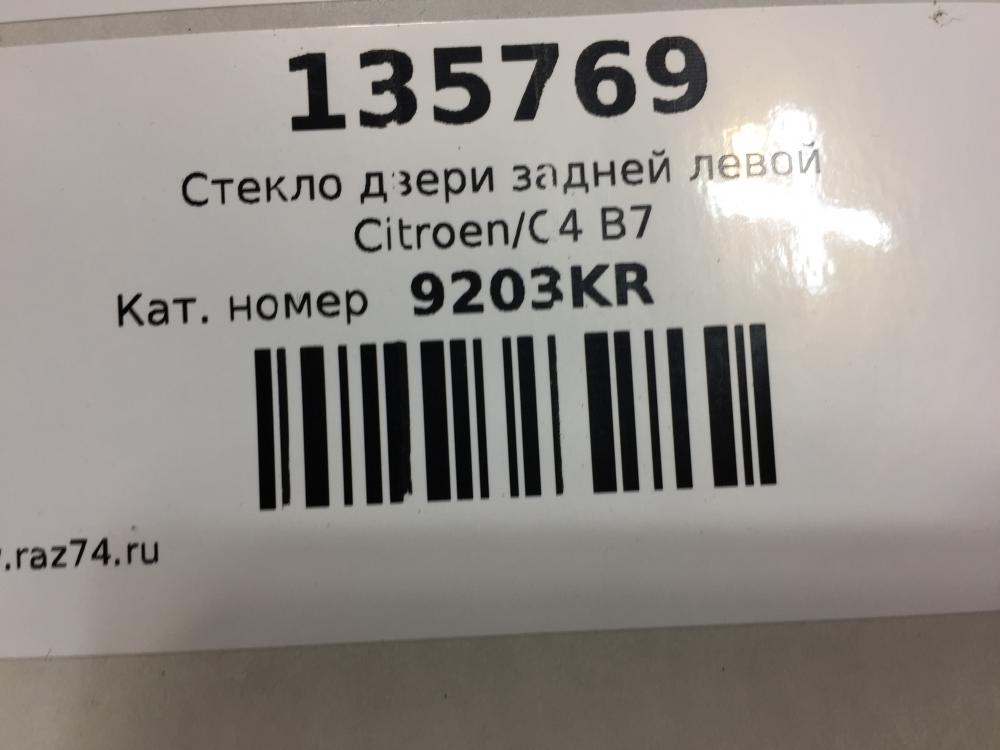 135769
Стекло двери задней левой
Citroen/C4 B7
Кат. номер 9203KR
.raz74.ru